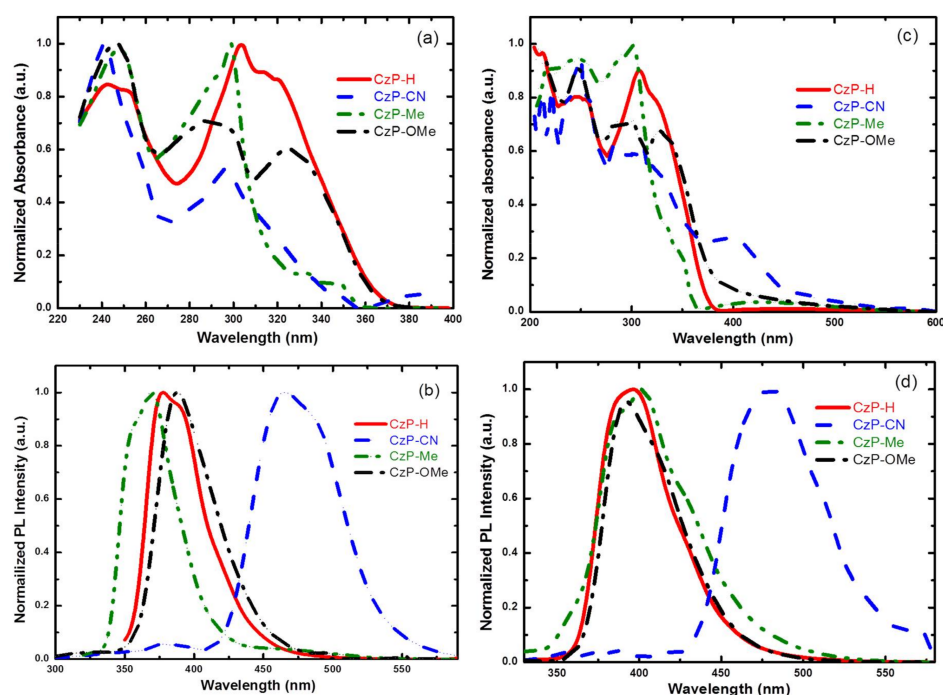 (a)
CzP-H
CzP-CN
CzP-Me
CzP-OMe
Normalized Absorbance (a.u.)
1.0
0.8
0.6
0.4
0.2
0.0
220 240 260 280 300 320 340 360 380 400
Wavelength (nm)
(c)
CzP-H
CzP-CN
CzP-Me
CzP-OMe
Normalized absorbance (a.u.)
1.0
0.8
0.6
0.4
0.2
0.0
200 300 400 500 600
Wavelength (nm)
(b)
CzP-H
CzP-CN
CzP-Me
CzP-OMe
Normailized PL Intensity (a.u.)
1.0
0.8
0.6
0.4
0.2
0.0
300 350 400 450 500 550
Wavelength (nm)
(d)
CzP-H
CzP-CN
CzP-Me
CzP-OMe
Normalized PL Intensity (a.u.)
1.0
0.8
0.6
0.4
0.2
0.0
350 400 450 500 550
Wavelength (nm)